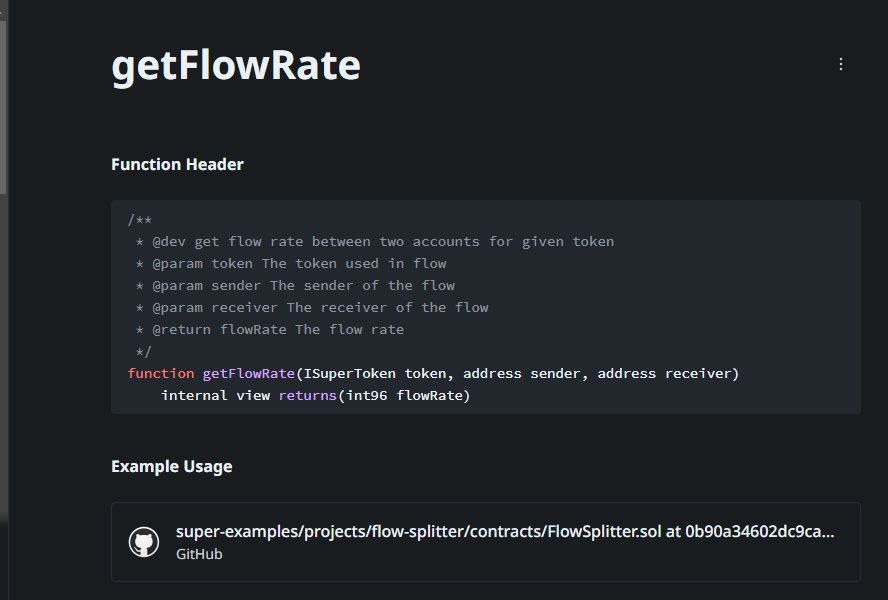 getFlowRate
Function Header
/**
* @dev get flow rate between two accounts for given token
* @param token The token used in flow
* @param sender The sender of the flow
* @param receiver The receiver of the flow
* @return flowRate The flow rate
*/
function getFlowRate(ISuperToken token, address sender, address receiver)
internal view returns(int96 flowRate)
Example Usage
super-examples/projects/flow-splitter/contracts/FlowSplitter.sol at 0b90a34602dc9ca...
GitHub